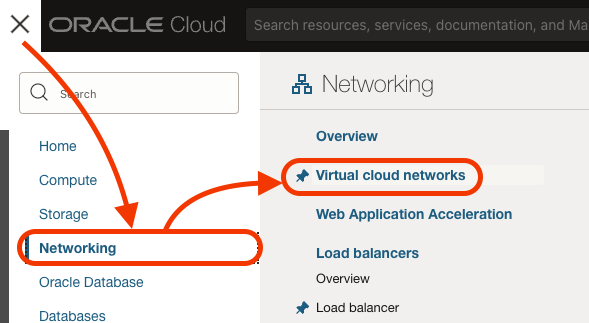 ORACLE Cloud
Search resources, services, documentation, and Ma
Search
Networking
Home
Compute
Storage
Networking
Oracle Database
Databases
Overview
Virtual cloud networks
Web Application Acceleration
Load balancers
Overview
Load balancer